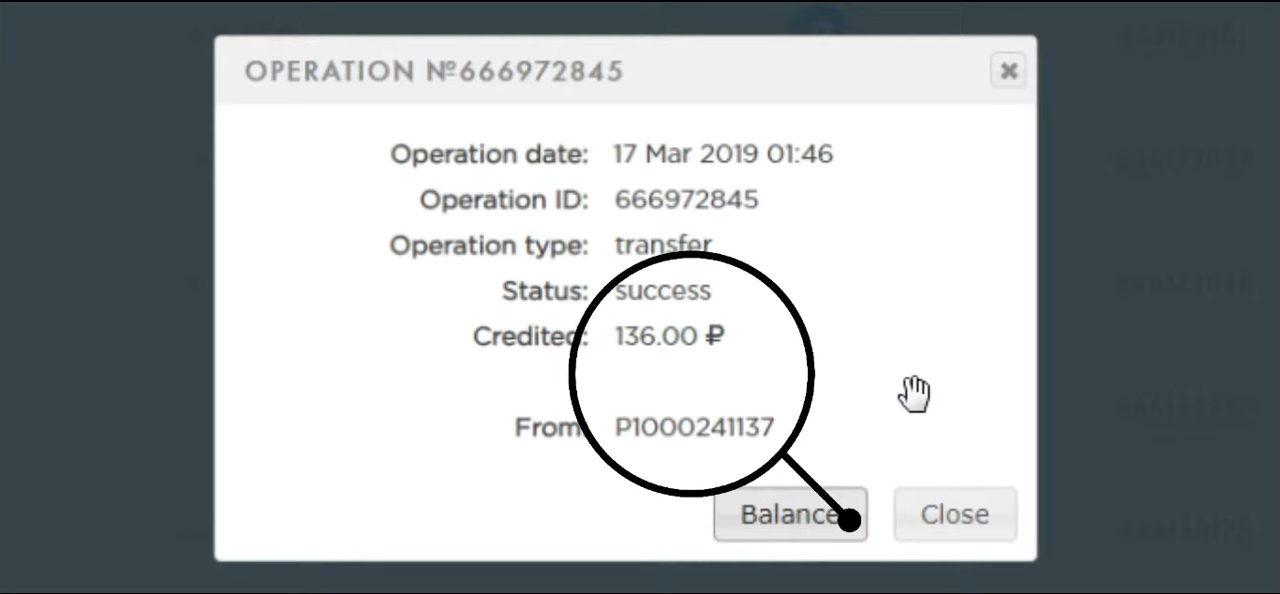 OPERATION №666972845
Operation date: 17 Mar 2019 01:46
Operation ID: 666972845
Operation type: transfer
Status: success
Credited: 136.00 ₽
From: P1000241137
Balance Close